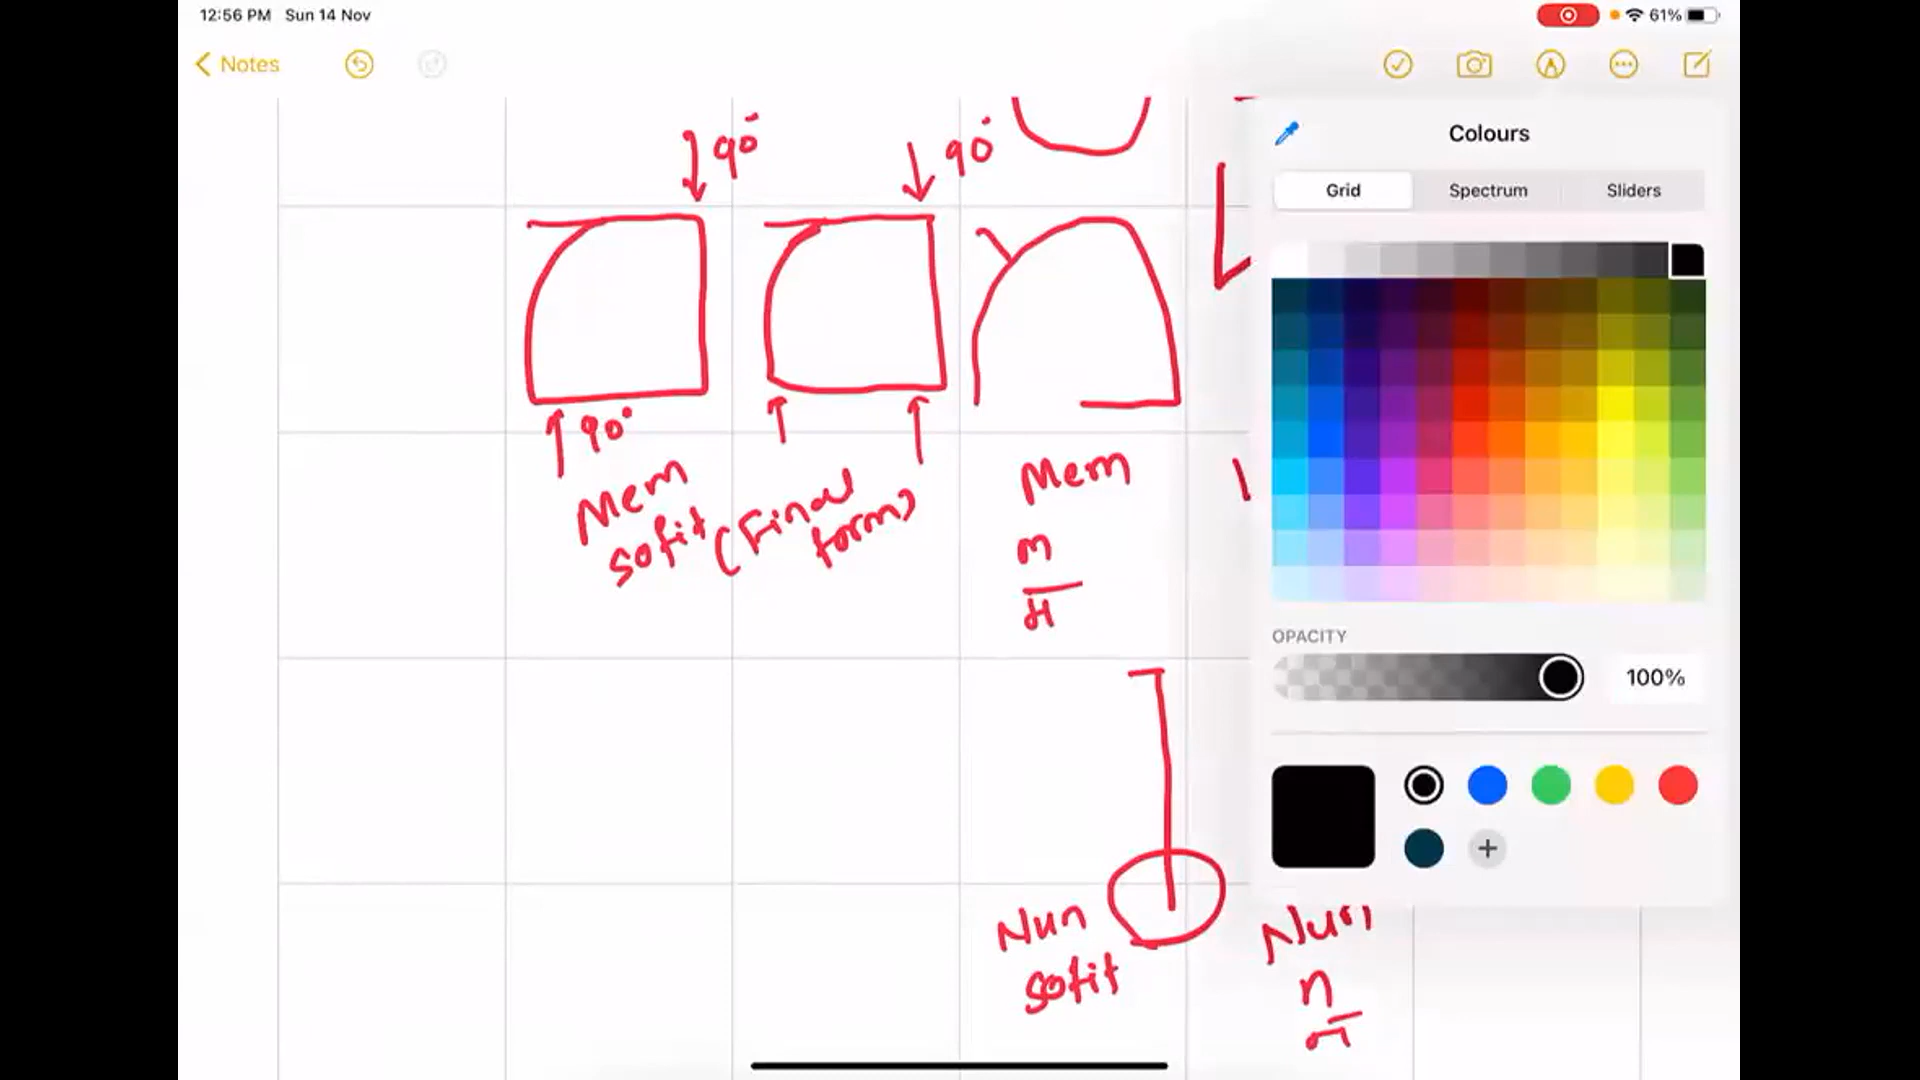 12:56 PM Sun 14 Nov
61%
Notes
Colours
Grid Spectrum Sliders
90°
90°
90°
Mem
sofit (Final
form)
Mem
m
म
OPACITY
100%
Nun
sofit
Nun
n
न